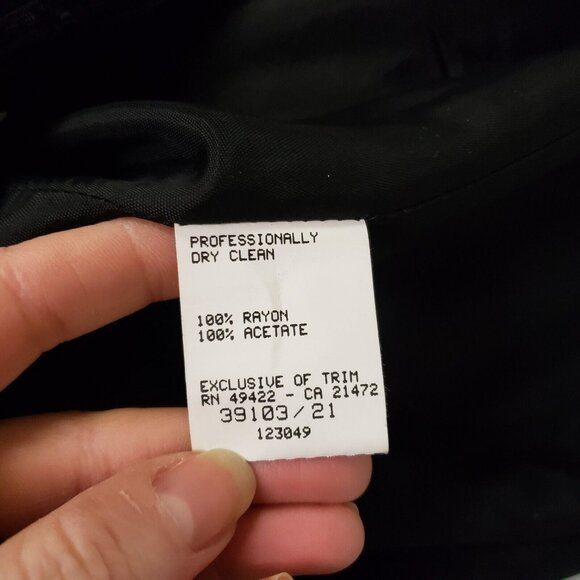 PROFESSIONALLY
DRY CLEAN
100% RAYON
100% ACETATE
EXCLUSIVE OF TRIM
RN 49422 - CA 21472
39103/21
123049